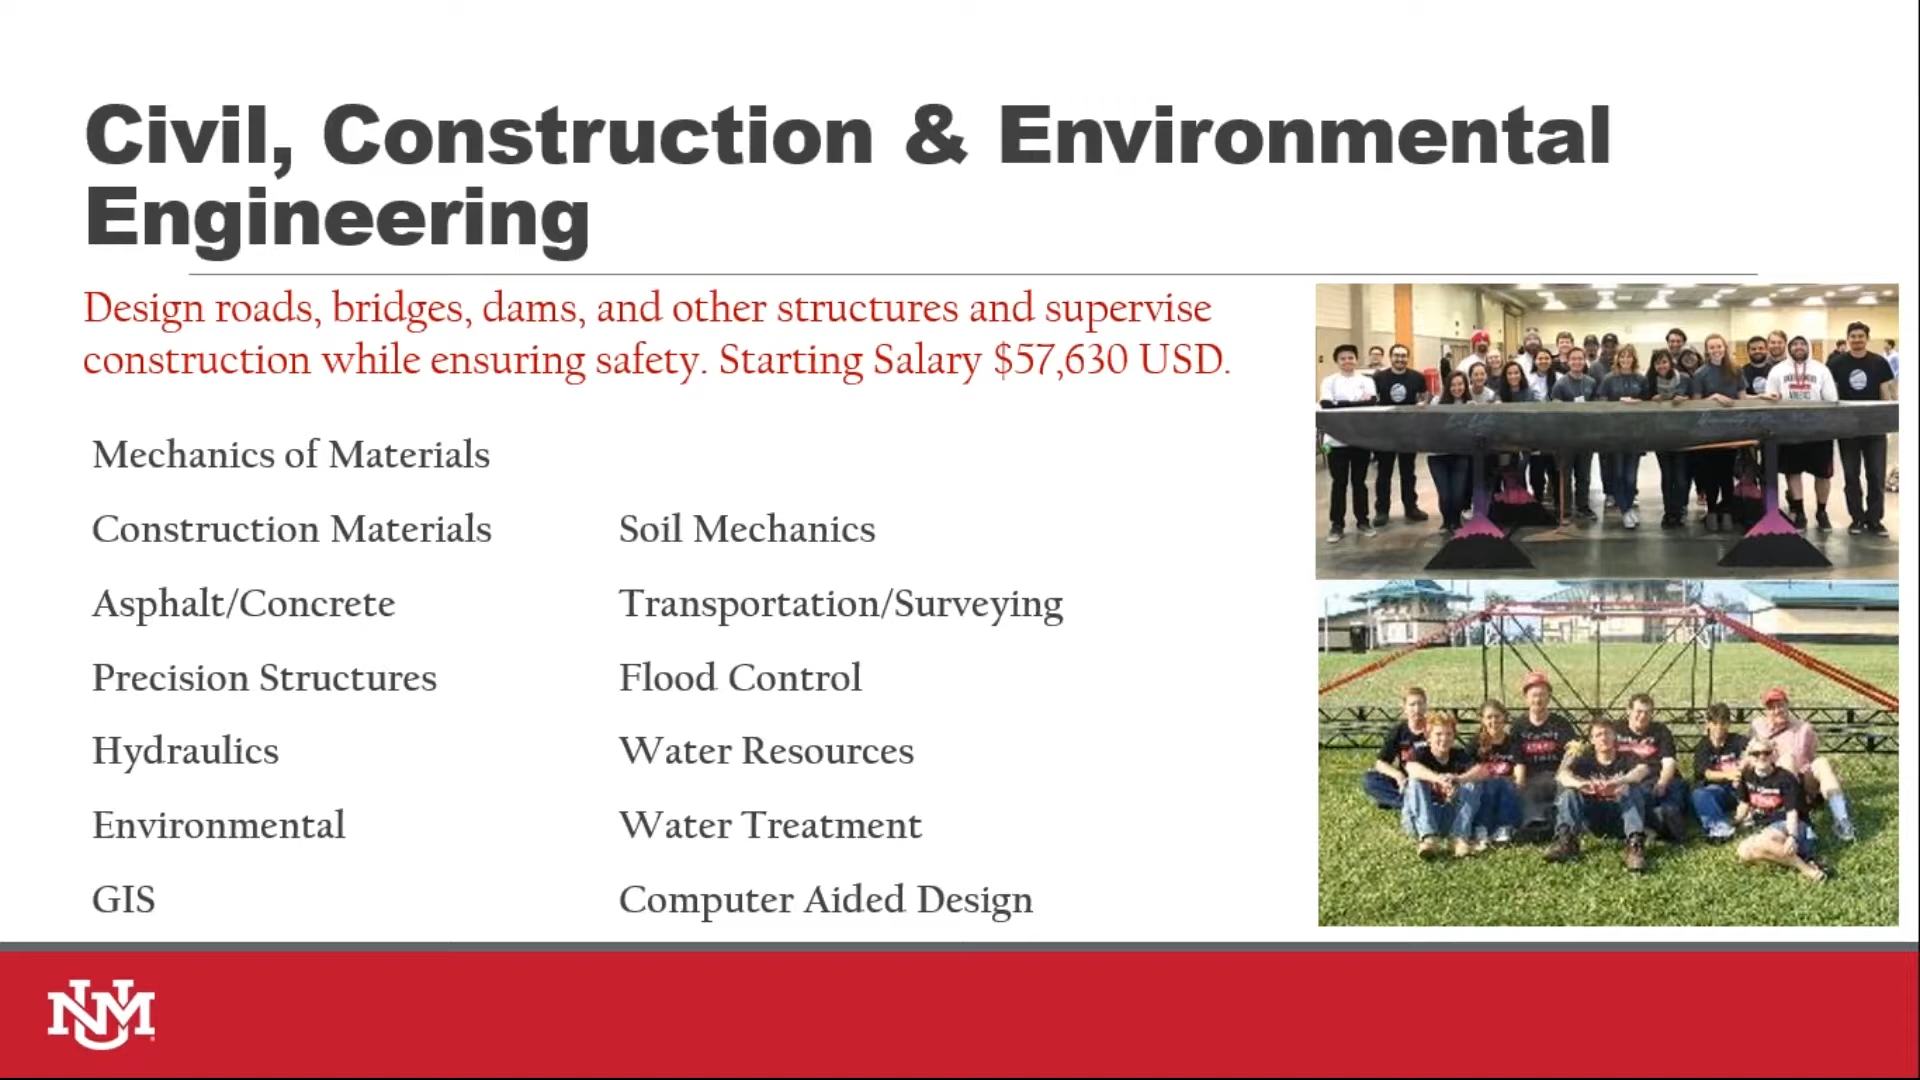 Civil, Construction & Environmental
Engineering
Design roads, bridges, dams, and other structures and supervise
construction while ensuring safety. Starting Salary $57,630 USD.
Mechanics of Materials
Construction Materials
Asphalt/Concrete
Precision Structures
Hydraulics
Environmental
GIS
Soil Mechanics
Transportation/Surveying
Flood Control
Water Resources
Water Treatment
Computer Aided Design
UNM